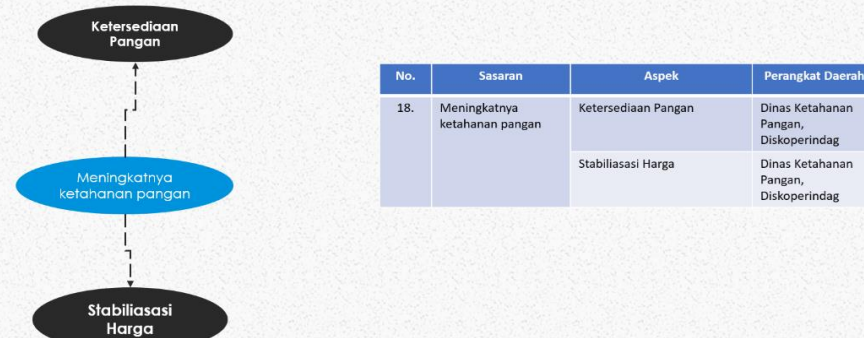 Ketersediaan
Pangan
Meningkatnya
ketahanan pangan
Stabiliasasi
Harga
No. Sasaran Aspek Perangkat Daerah
18. Meningkatnya Ketersediaan Pangan Dinas Ketahanan
ketahanan pangan Pangan,
Diskoperindag
Stabiliasasi Harga Dinas Ketahanan
Pangan,
Diskoperindag